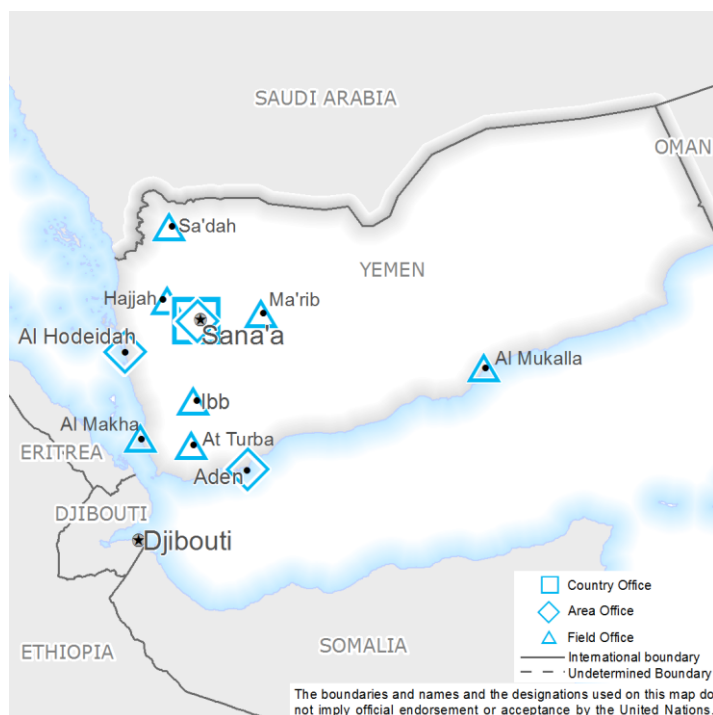 SAUDI ARABIA
OMAN
Sa'dah
YEMEN
Hajjah
Ma'rib
Sana'a
Al Hodeidah
Al Mukalla
Ibb
Al Makha
At Turba
ERITREA
Aden
DJIBOUTI
Djibouti
Country Office
Area Office
Field Office
SOMALIA
ETHIOPIA
International boundary
Undetermined Boundary
The boundaries and names and the designations used on this map do
not imply official endorsement or acceptance by the United Nations.